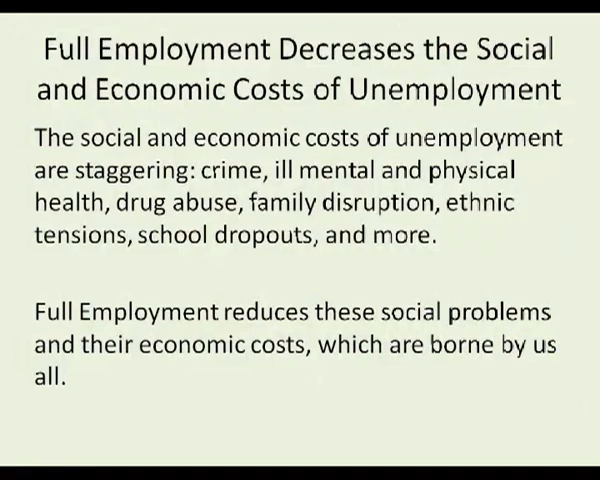 Full Employment Decreases the Social
and Economic Costs of Unemployment
The social and economic costs of unemployment
are staggering: crime, ill mental and physical
health, drug abuse, family disruption, ethnic
tensions, school dropouts, and more.
Full Employment reduces these social problems
and their economic costs, which are borne by us
all.